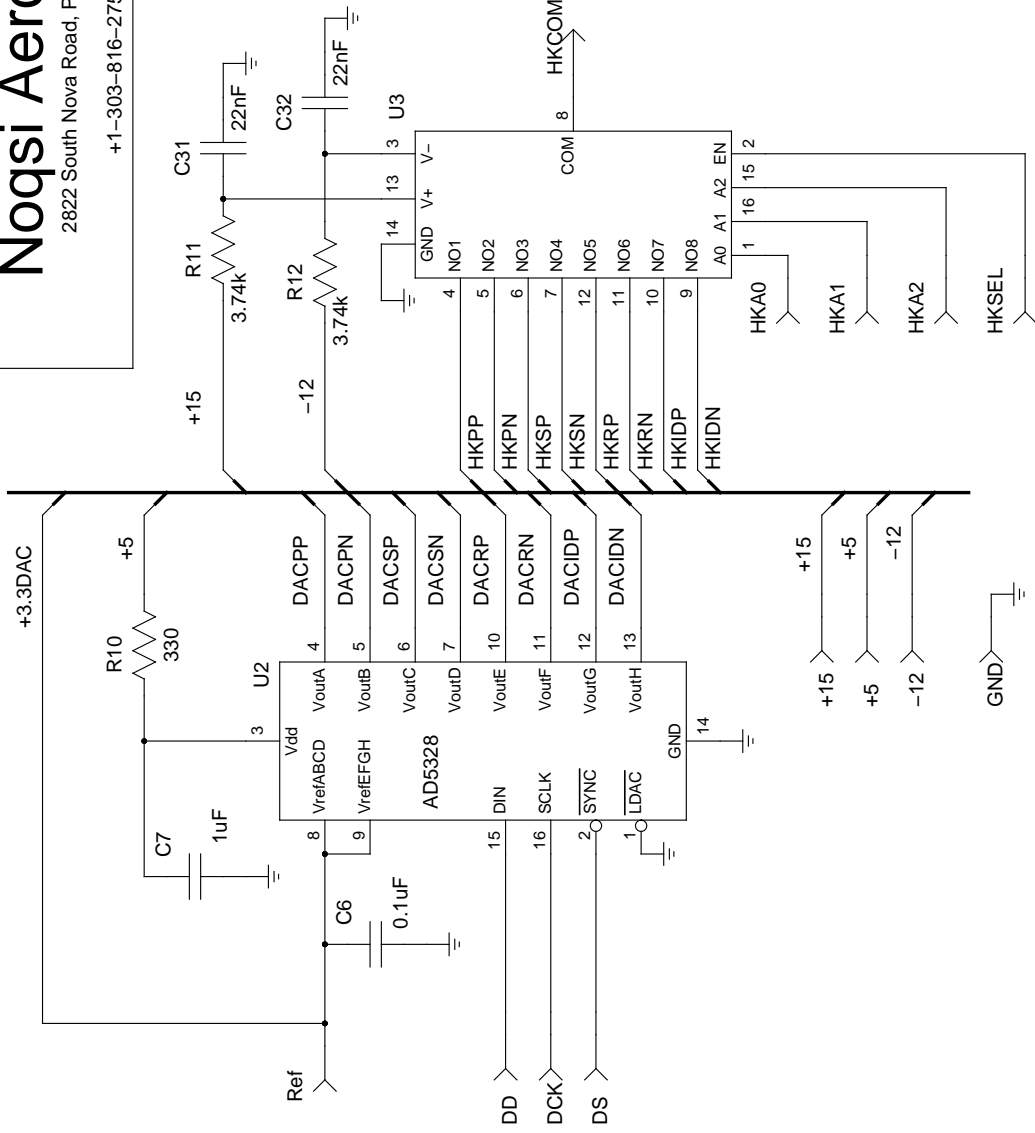 Noqsi Aero
2822 South Nova Road, P
+1−303−816−275
C31
22nF
C32
22nF
R11
3.74k
R12
3.74k
+15
−12
U3
HKCOM
8
COM
3
V−
13
V+
14
GND
NO1
NO2
NO3
NO4
NO5
NO6
NO7
NO8
4
5
6
7
12
11
10
9
EN
A2
A1
A0
2
15
16
1
HKA0
HKA1
HKA2
HKSEL
HKPP
HKPN
HKSP
HKSN
HKRP
HKRN
HKIDP
HKIDN
+3.3DAC
+5
R10
330
C7
1uF
U2
3
Vdd
VrefABCD
VrefEFGH
8
9
AD5328
VoutA
VoutB
VoutC
VoutD
VoutE
VoutF
VoutG
VoutH
4
5
6
7
10
11
12
13
DACPP
DACPN
DACSP
DACSN
DACRP
DACRN
DACIDP
DACIDN
DIN
SCLK
SYNC
LDAC
15
16
2
1
GND
14
C6
0.1uF
Ref
DD
DCK
DS
+15
+5
−12
+15
+5
−12
GND